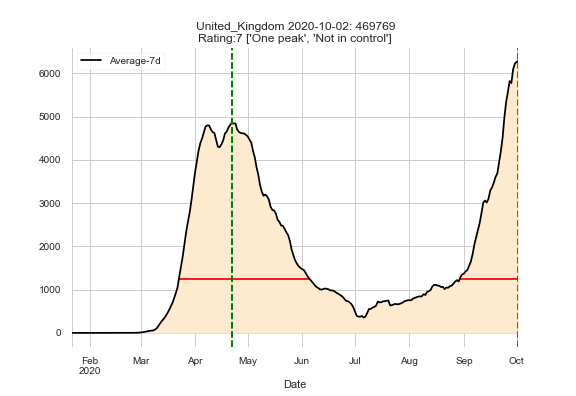 United_Kingdom 2020-10-02: 469769
Rating:7 ['One peak', 'Not in control']
Average-7d
6000
5000
4000
3000
2000
1000
0
Feb Mar Apr May Jun Jul Aug Sep Oct
2020
Date